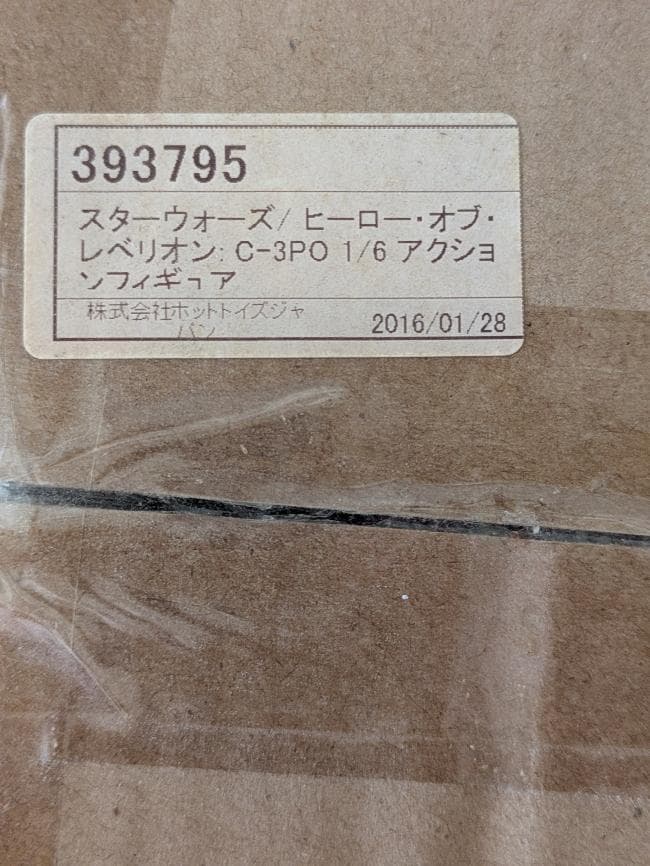 393795
スターウォーズ/ ヒーロー・オブ・
レベリオン: C-3PO 1/6 アクショ
ンフィギュア
株式会社ホットトイズジャ
パン
2016/01/28